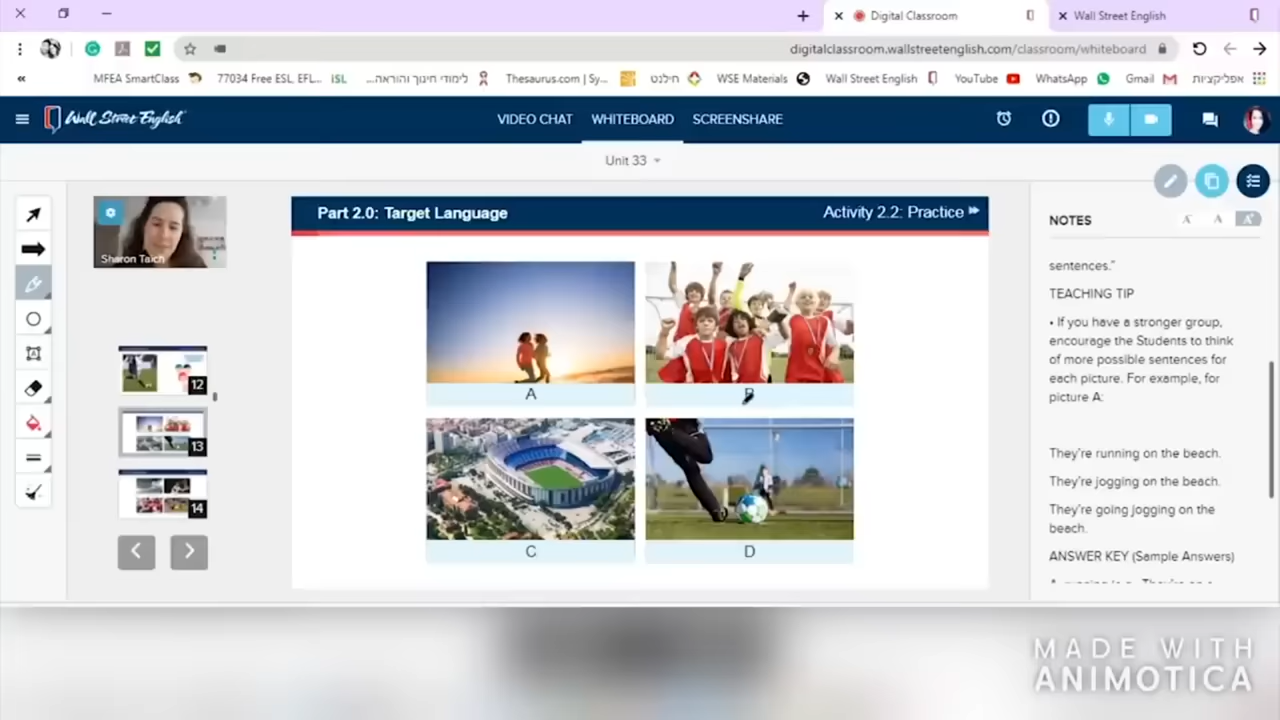 Digital Classroom
Wall Street English
digitalclassroom.wallstreetenglish.com/classroom/whiteboard
«
MFEA SmartClass
77034 Free ESL, EFL...
ISL
לימודי חינוך והוראה...
Thesaurus.com | Sy...
חילנט
WSE Materials
Wall Street English
YouTube
WhatsApp
Gmail
אפליקציות
Wall Street English
VIDEO CHAT
WHITEBOARD
SCREENSHARE
Unit 33
Sharon Taich
12
13
14
Part 2.0: Target Language
Activity 2.2: Practice
A
B
C
D
NOTES
A
A
A
sentences."
TEACHING TIP
• If you have a stronger group,
encourage the Students to think
of more possible sentences for
each picture. For example, for
picture A:
They're running on the beach.
They're jogging on the beach.
They're going jogging on the
beach.
ANSWER KEY (Sample Answers)
MADE WITH
ANIMOTICA